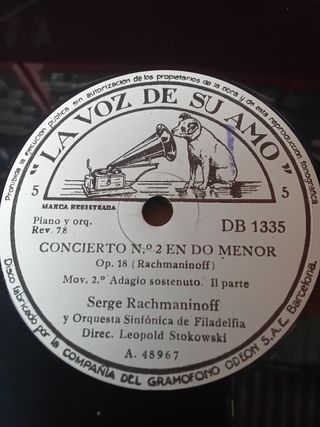 Prohibida la ejecución pública sin autorización de los propietarios de la obra y de esta reproducción fonográfica
"LA VOZ DE SU AMO"
5 5
MARCA REGISTRADA
Piano y orq.
Rev. 78
DB 1335
CONCIERTO N.º 2 EN DO MENOR
Op. 18 (Rachmaninoff)
Mov. 2.º Adagio sostenuto. II parte
Serge Rachmaninoff
y Orquesta Sinfónica de Filadelfia
Direc. Leopold Stokowski
A. 48967
Disco fabricado por la COMPAÑÍA DEL GRAMÓFONO ODEON S.A.E. Barcelona.